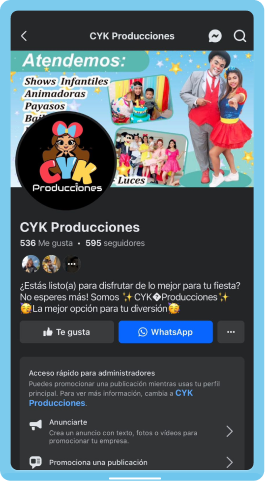 CYK Producciones
Atendemos:
Shows Infantiles
Animadoras
Payasos
CYK
Producciones
Luces
CYK Producciones
536 Me gusta • 595 seguidores
¿Estás listo(a) para disfrutar de lo mejor para tu fiesta?
No esperes más! Somos ✨CYK�Producciones✨
🥳La mejor opción para tu diversión🥳
Te gusta
WhatsApp
Acceso rápido para administradores
Puedes promocionar una publicación mientras usas tu perfil
principal. Para ver más información, cambia a CYK
Producciones.
Anunciarte
Crea un anuncio con texto, fotos o videos para
promocionar tu empresa.
Promociona una publicación